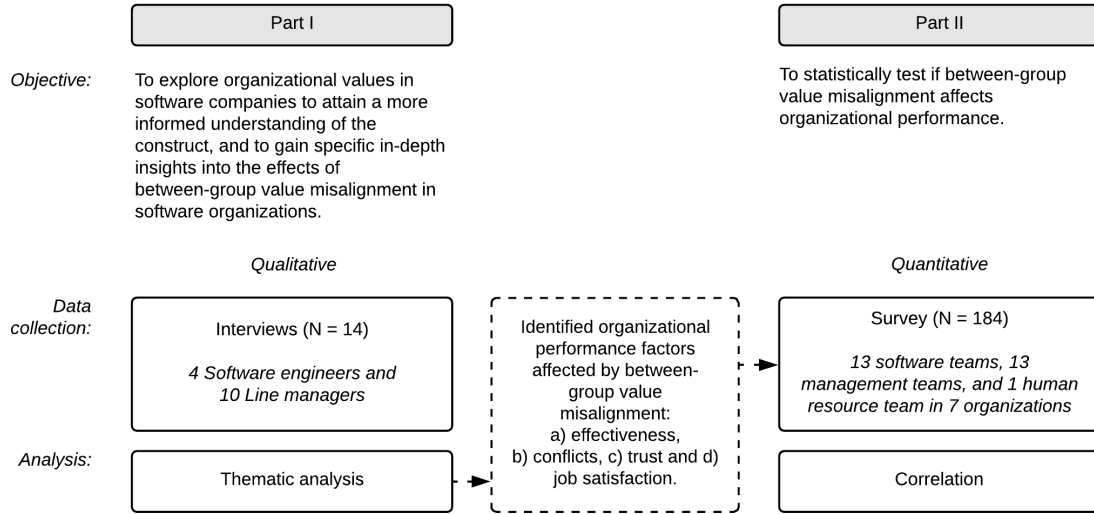 Part I
Part II
Objective:
To explore organizational values in
software companies to attain a more
informed understanding of the
construct, and to gain specific in-depth
insights into the effects of
between-group value misalignment in
software organizations.
To statistically test if between-group
value misalignment affects
organizational performance.
Qualitative
Quantitative
Data
collection:
Interviews (N = 14)
4 Software engineers and
10 Line managers
Identified organizational
performance factors
affected by between-
group value
misalignment:
a) effectiveness,
b) conflicts, c) trust and d)
job satisfaction.
Survey (N = 184)
13 software teams, 13
management teams, and 1 human
resource team in 7 organizations
Analysis:
Thematic analysis
Correlation